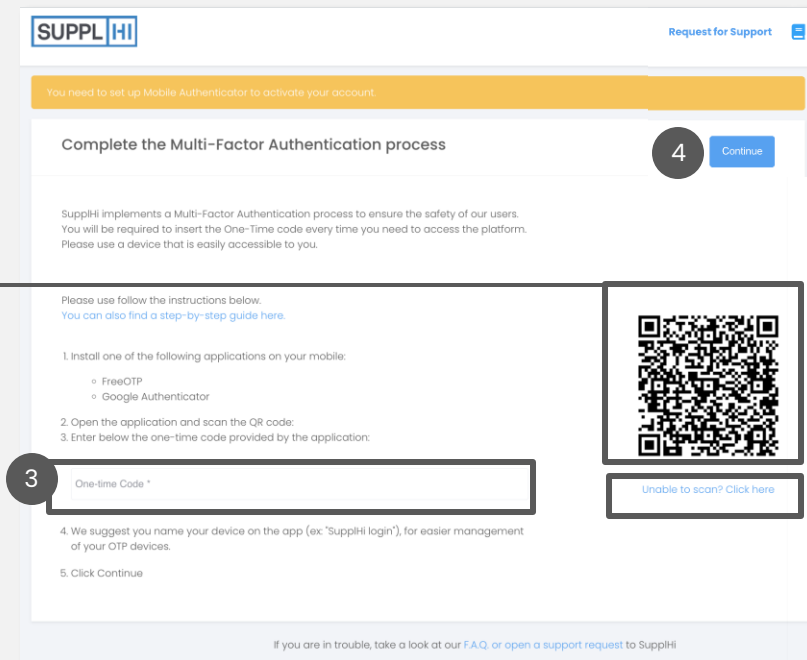 SUPPLHI
Request for Support
You need to set up Mobile Authenticator to activate your account.
Complete the Multi-Factor Authentication process
4
Continue
SupplHi implements a Multi-Factor Authentication process to ensure the safety of our users.
You will be required to insert the One-Time code every time you need to access the platform.
Please use a device that is easily accessible to you.
Please use follow the instructions below.
You can also find a step-by-step guide here.
1. Install one of the following applications on your mobile:
FreeOTP
Google Authenticator
2. Open the application and scan the QR code:
3. Enter below the one-time code provided by the application:
3
One-time Code *
Unable to scan? Click here
4. We suggest you name your device on the app (ex: "SupplHi login"), for easier management
of your OTP devices.
5. Click Continue
If you are in trouble, take a look at our F.A.Q. or open a support request to SupplHi